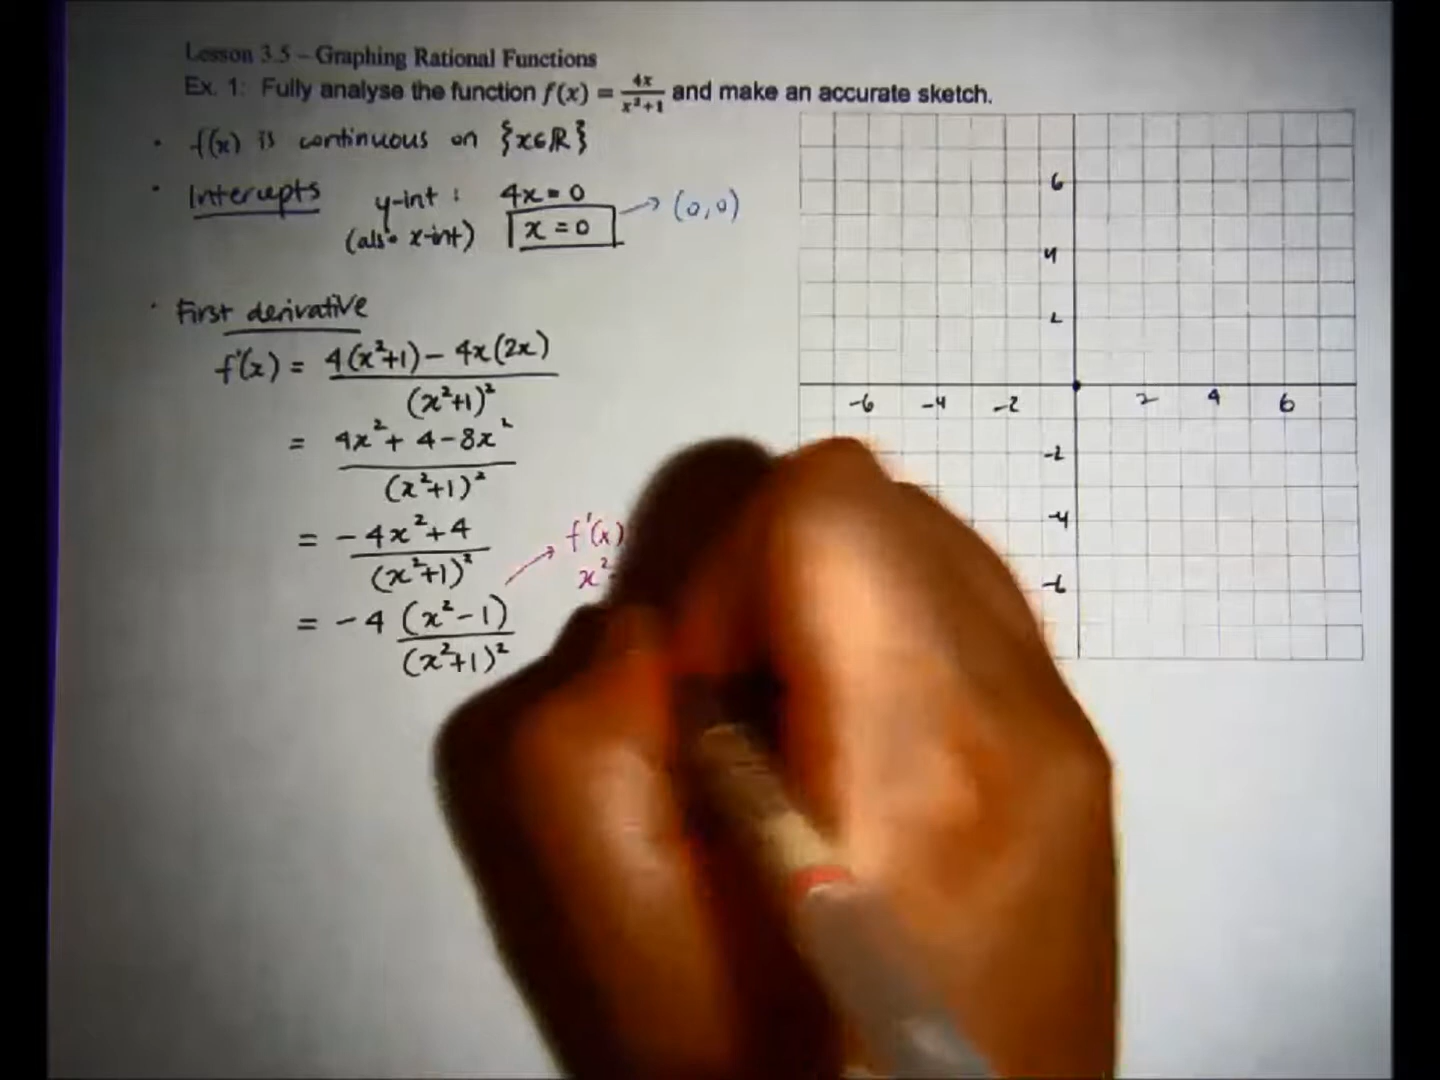 Lesson 3.5 – Graphing Rational Functions
Ex. 1: Fully analyse the function f(x) = 4x/(x²+1) and make an accurate sketch.
· f(x) is continuous on {x∈ℝ}
· Intercepts y-int : 4x = 0
(also x-int) x = 0 → (0,0)
· First derivative
f'(x) = 4(x²+1) – 4x(2x) / (x²+1)²
= 4x² + 4 – 8x² / (x²+1)²
= –4x² + 4 / (x²+1)²
→ f'(x)
x²
= –4 (x² – 1) / (x²+1)²
6
4
2
-6 -4 -2 2 4 6
-2
-4
-6